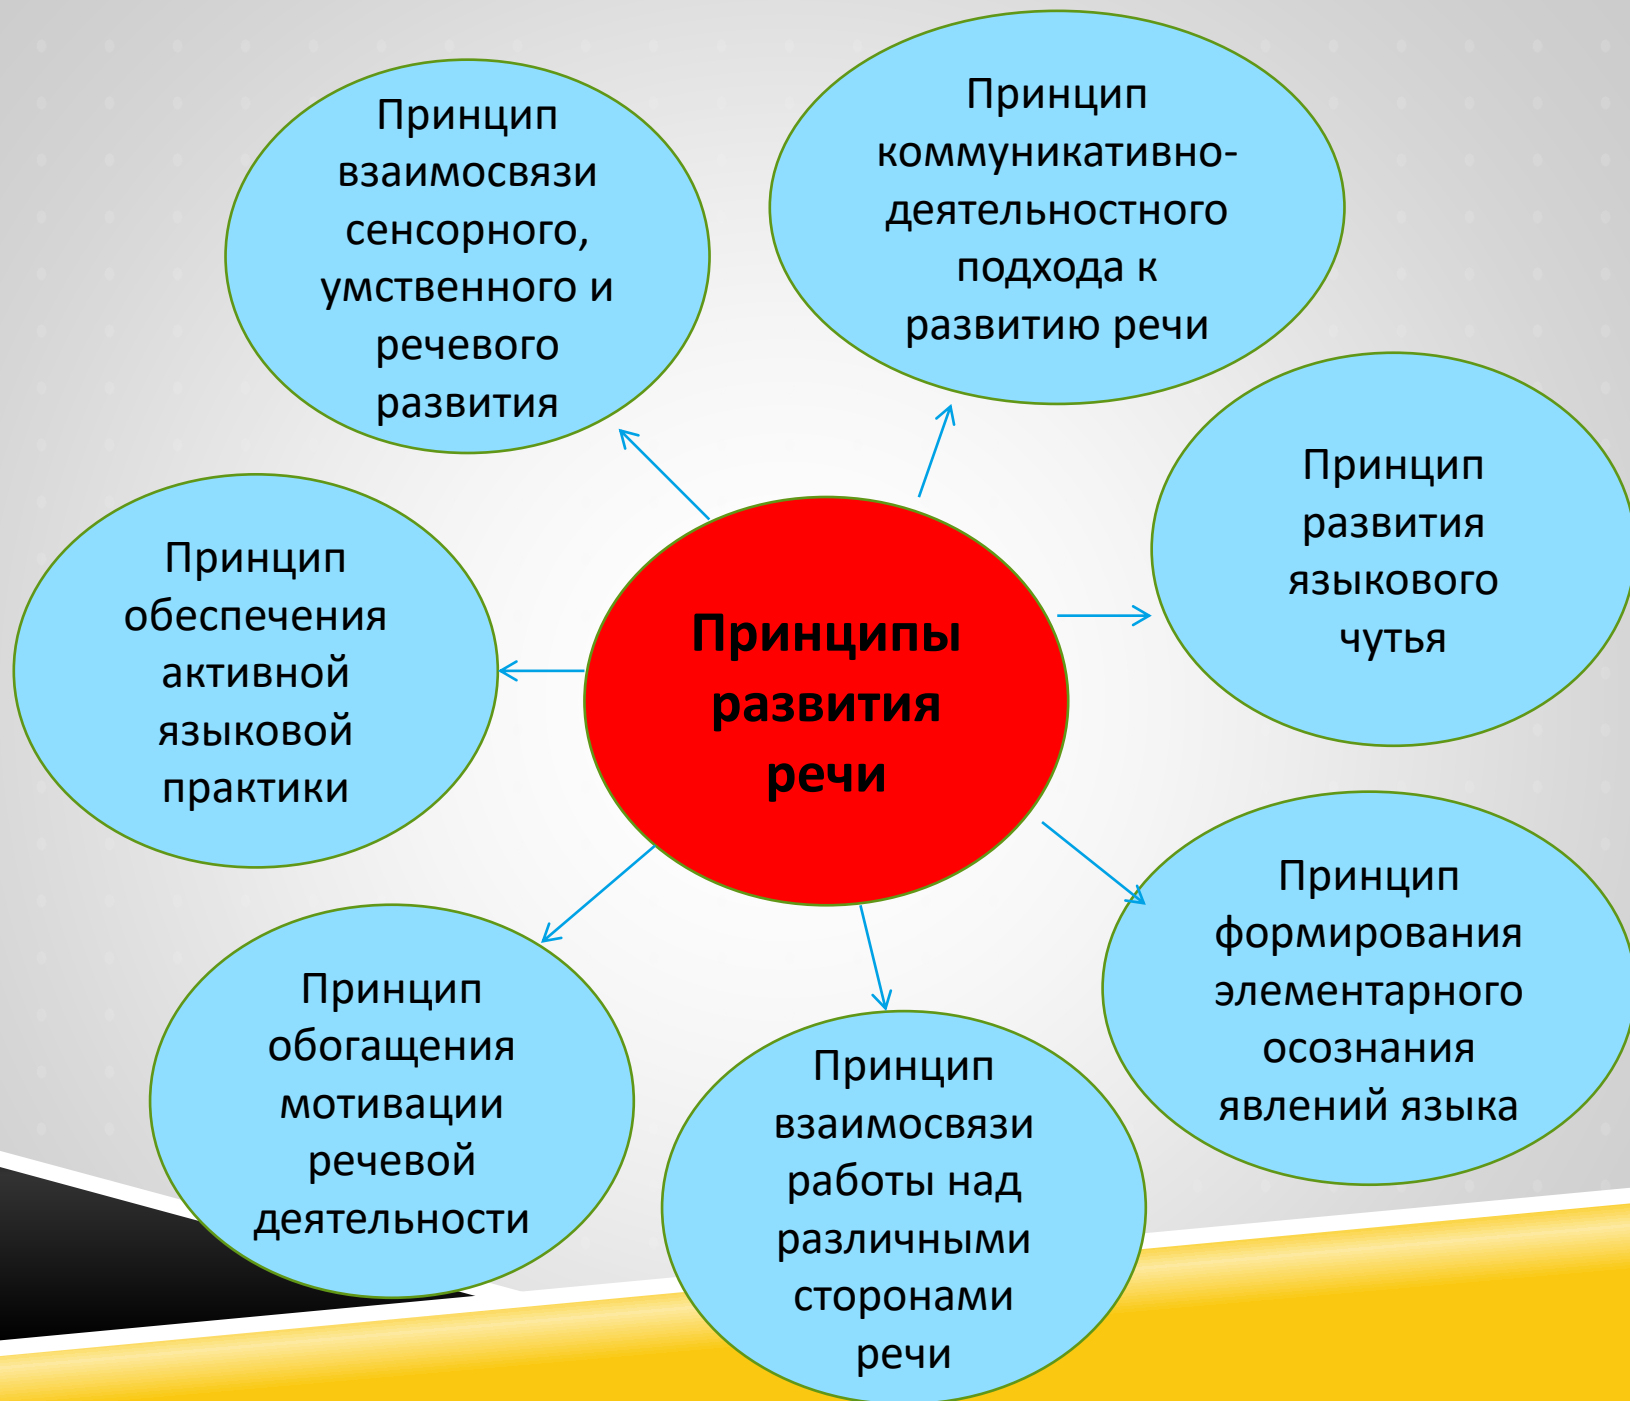 Принцип
взаимосвязи
сенсорного,
умственного и
речевого
развития
Принцип
коммуникативно-
деятельностного
подхода к
развитию речи
Принцип
развития
языкового
чутья
Принцип
обеспечения
активной
языковой
практики
Принципы
развития
речи
Принцип
формирования
элементарного
осознания
явлений языка
Принцип
обогащения
мотивации
речевой
деятельности
Принцип
взаимосвязи
работы над
различными
сторонами
речи